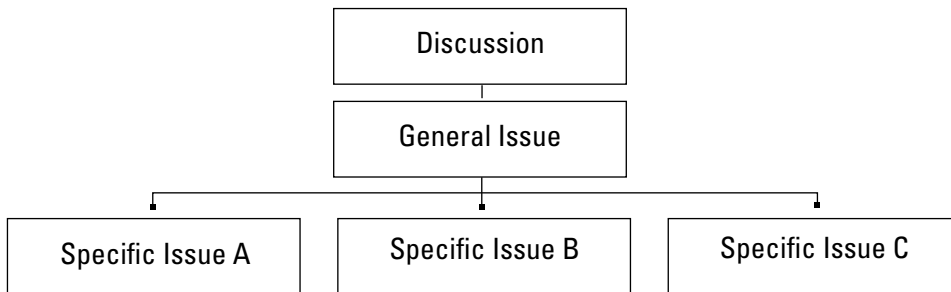 Discussion
General Issue
Specific Issue A
Specific Issue B
Specific Issue C